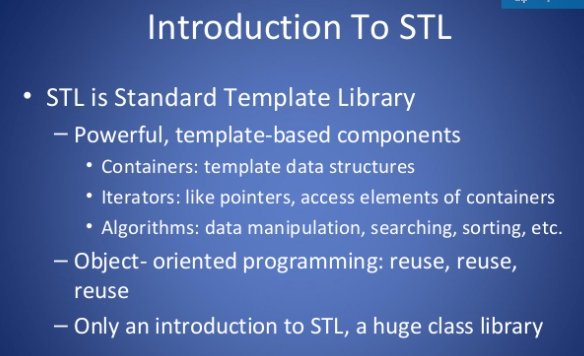 Introduction To STL
• STL is Standard Template Library
– Powerful, template-based components
• Containers: template data structures
• Iterators: like pointers, access elements of containers
• Algorithms: data manipulation, searching, sorting, etc.
– Object- oriented programming: reuse, reuse,
reuse
– Only an introduction to STL, a huge class library